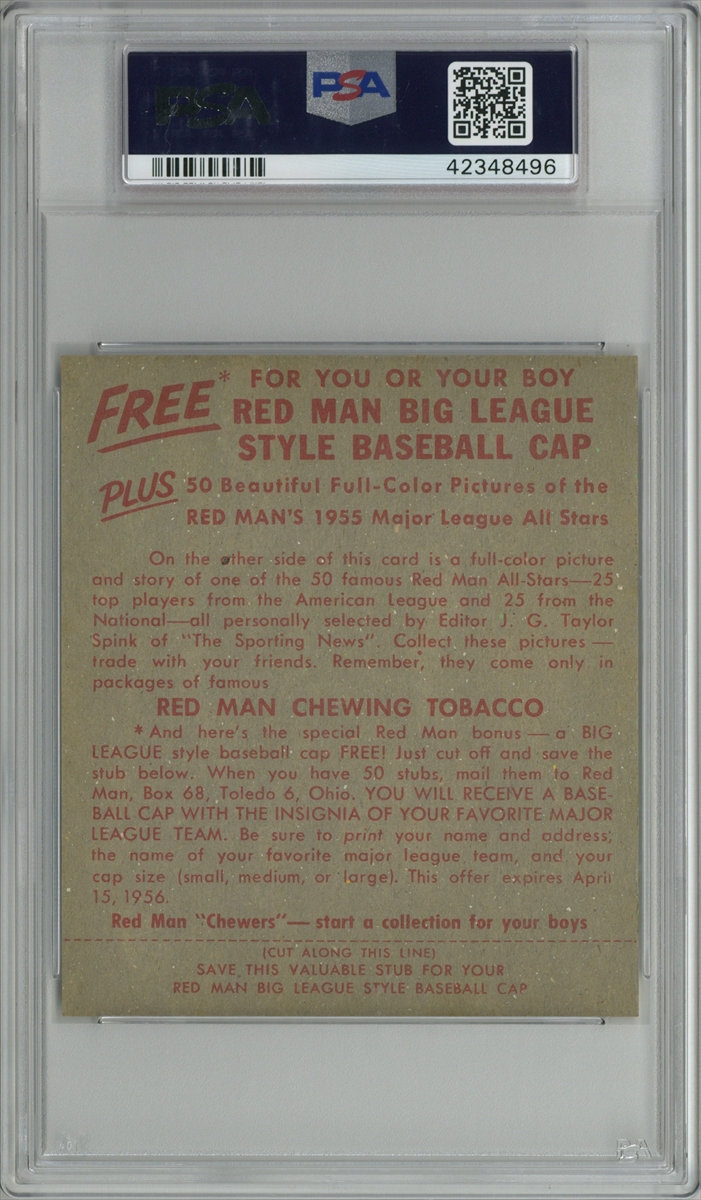 PSA
PSA
42348496
FREE* FOR YOU OR YOUR BOY
RED MAN BIG LEAGUE
STYLE BASEBALL CAP
PLUS 50 Beautiful Full-Color Pictures of the
RED MAN'S 1955 Major League All Stars
On the other side of this card is a full-color picture
and story of one of the 50 famous Red Man All-Stars—25
top players from the American League and 25 from the
National—all personally selected by Editor J. G. Taylor
Spink of "The Sporting News". Collect these pictures —
trade with your friends. Remember, they come only in
packages of famous
RED MAN CHEWING TOBACCO
*And here's the special Red Man bonus — a BIG
LEAGUE style baseball cap FREE! Just cut off and save the
stub below. When you have 50 stubs, mail them to Red
Man, Box 68, Toledo 6, Ohio. YOU WILL RECEIVE A BASE-
BALL CAP WITH THE INSIGNIA OF YOUR FAVORITE MAJOR
LEAGUE TEAM. Be sure to print your name and address,
the name of your favorite major league team, and your
cap size (small, medium, or large). This offer expires April
15, 1956.
Red Man "Chewers"— start a collection for your boys
(CUT ALONG THIS LINE)
SAVE THIS VALUABLE STUB FOR YOUR
RED MAN BIG LEAGUE STYLE BASEBALL CAP
PSA